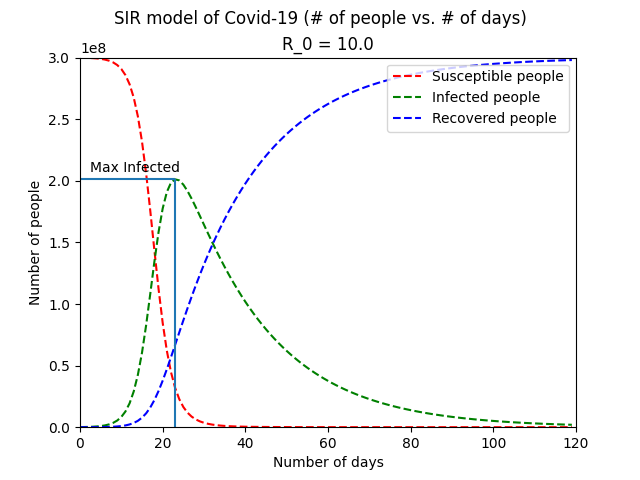 SIR model of Covid-19 (# of people vs. # of days)
R_0 = 10.0
1e8
3.0
2.5
2.0
1.5
1.0
0.5
0.0
Number of people
Max Infected
Susceptible people
Infected people
Recovered people
0 20 40 60 80 100 120
Number of days